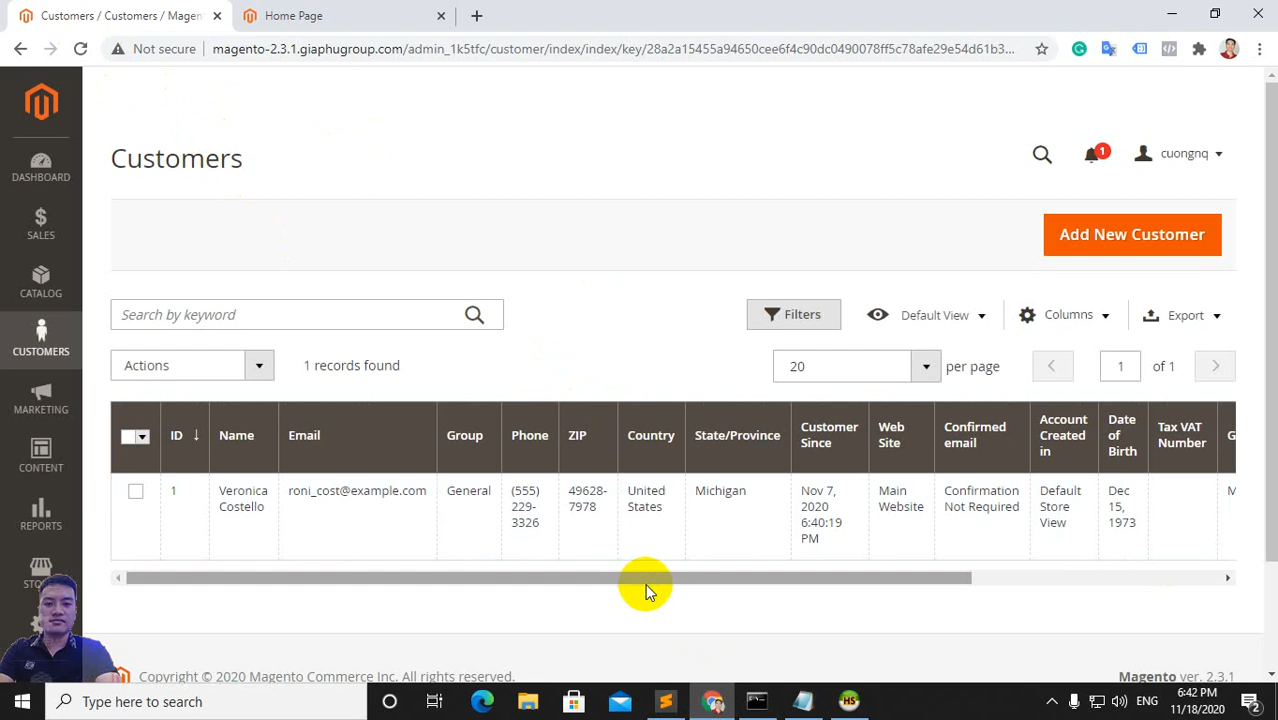 Customers / Customers / Magen
Home Page
Not secure
magento-2.3.1.giaphugroup.com/admin_1k5tfc/customer/index/index/key/28a2a15455a94650cee6f4c90dc0490078ff5c78afe29e54d61b3...
DASHBOARD
SALES
CATALOG
CUSTOMERS
MARKETING
CONTENT
REPORTS
Customers
1
cuongnq
Add New Customer
Search by keyword
Filters
Default View
Columns
Export
Actions
1 records found
20
per page
1
of 1
ID
Name
Email
Group
Phone
ZIP
Country
State/Province
Customer
Since
Web
Site
Confirmed
email
Account
Created
in
Date
of
Birth
Tax VAT
Number
G
1
Veronica
Costello
roni_cost@example.com
General
(555)
229-
3326
49628-
7978
United
States
Michigan
Nov 7,
2020
6:40:19
PM
Main
Website
Confirmation
Not Required
Default
Store
View
Dec
15,
1973
Copyright © 2020 Magento Commerce Inc. All rights reserved.
Magento ver. 2.3.1
Type here to search
HS
ENG
6:42 PM
11/18/2020
2